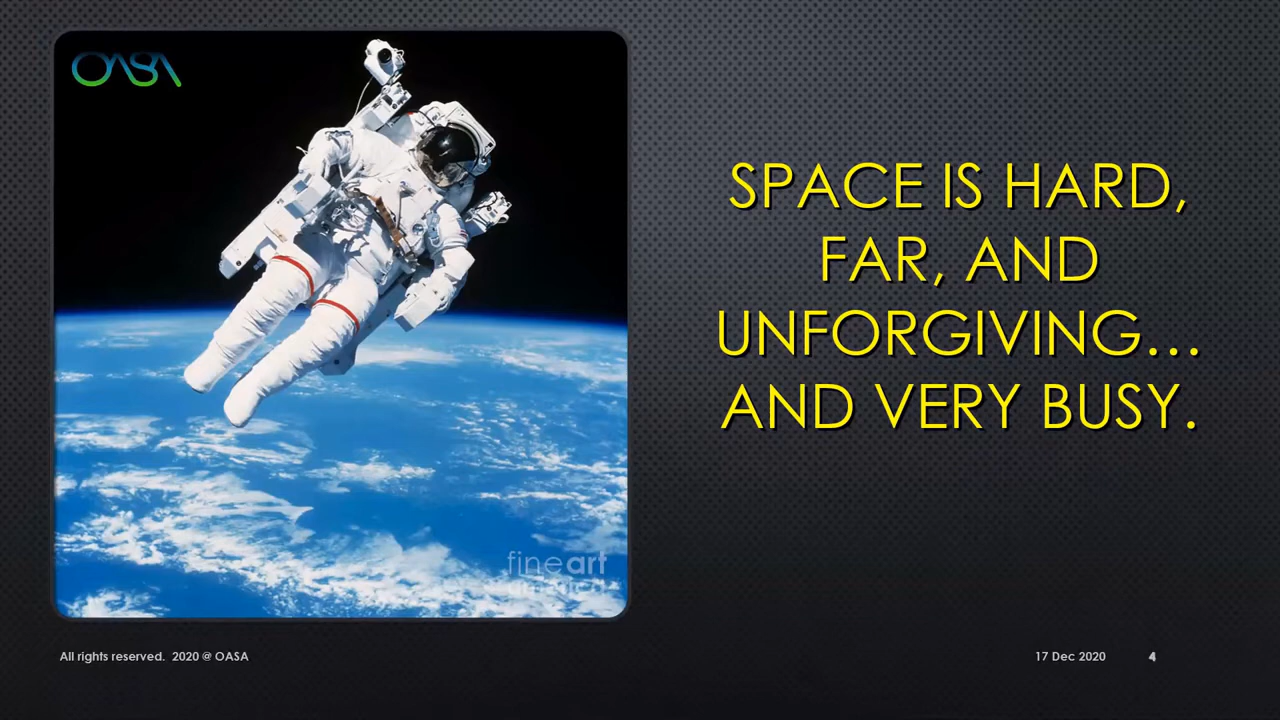 OASA
SPACE IS HARD,
FAR, AND
UNFORGIVING...
AND VERY BUSY.
fineart
All rights reserved. 2020 @ OASA
17 Dec 2020
4